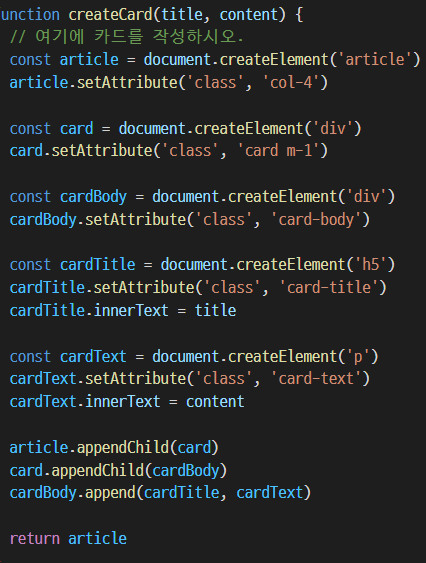 unction createCard(title, content) {
// 여기에 카드를 작성하시오.
const article = document.createElement('article')
article.setAttribute('class', 'col-4')
const card = document.createElement('div')
card.setAttribute('class', 'card m-1')
const cardBody = document.createElement('div')
cardBody.setAttribute('class', 'card-body')
const cardTitle = document.createElement('h5')
cardTitle.setAttribute('class', 'card-title')
cardTitle.innerText = title
const cardText = document.createElement('p')
cardText.setAttribute('class', 'card-text')
cardText.innerText = content
article.appendChild(card)
card.appendChild(cardBody)
cardBody.append(cardTitle, cardText)
return article